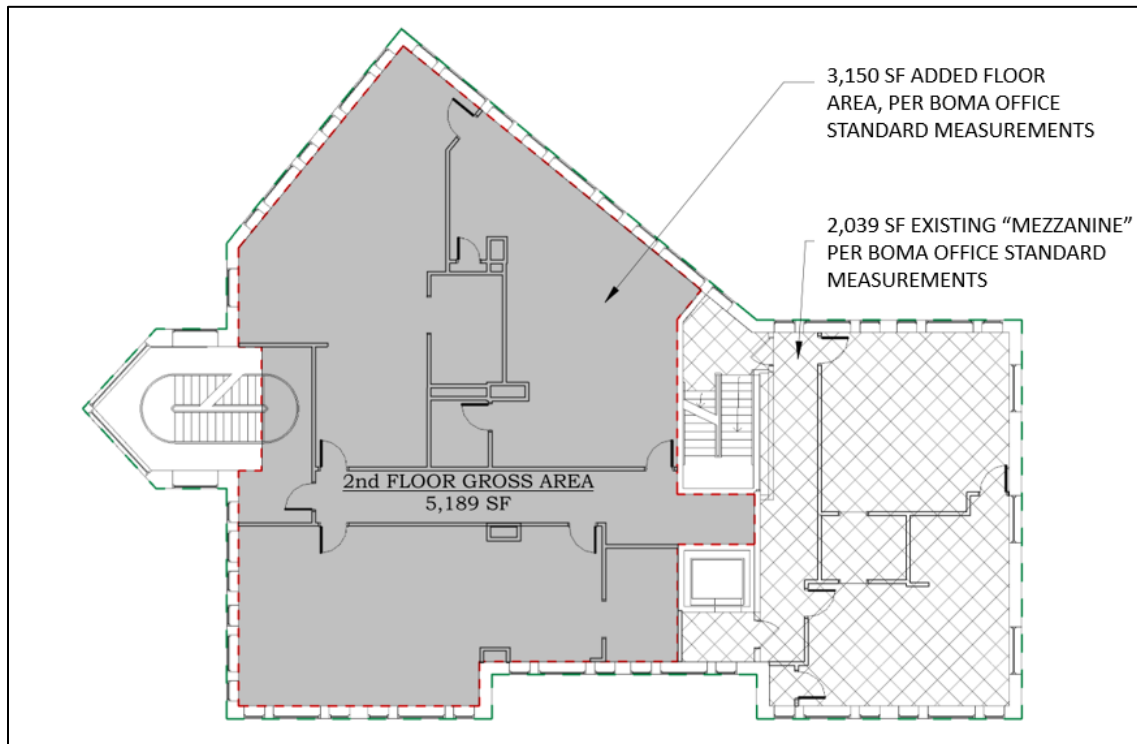 3,150 SF ADDED FLOOR
AREA, PER BOMA OFFICE
STANDARD MEASUREMENTS
2,039 SF EXISTING “MEZZANINE”
PER BOMA OFFICE STANDARD
MEASUREMENTS
2nd FLOOR GROSS AREA
5,189 SF